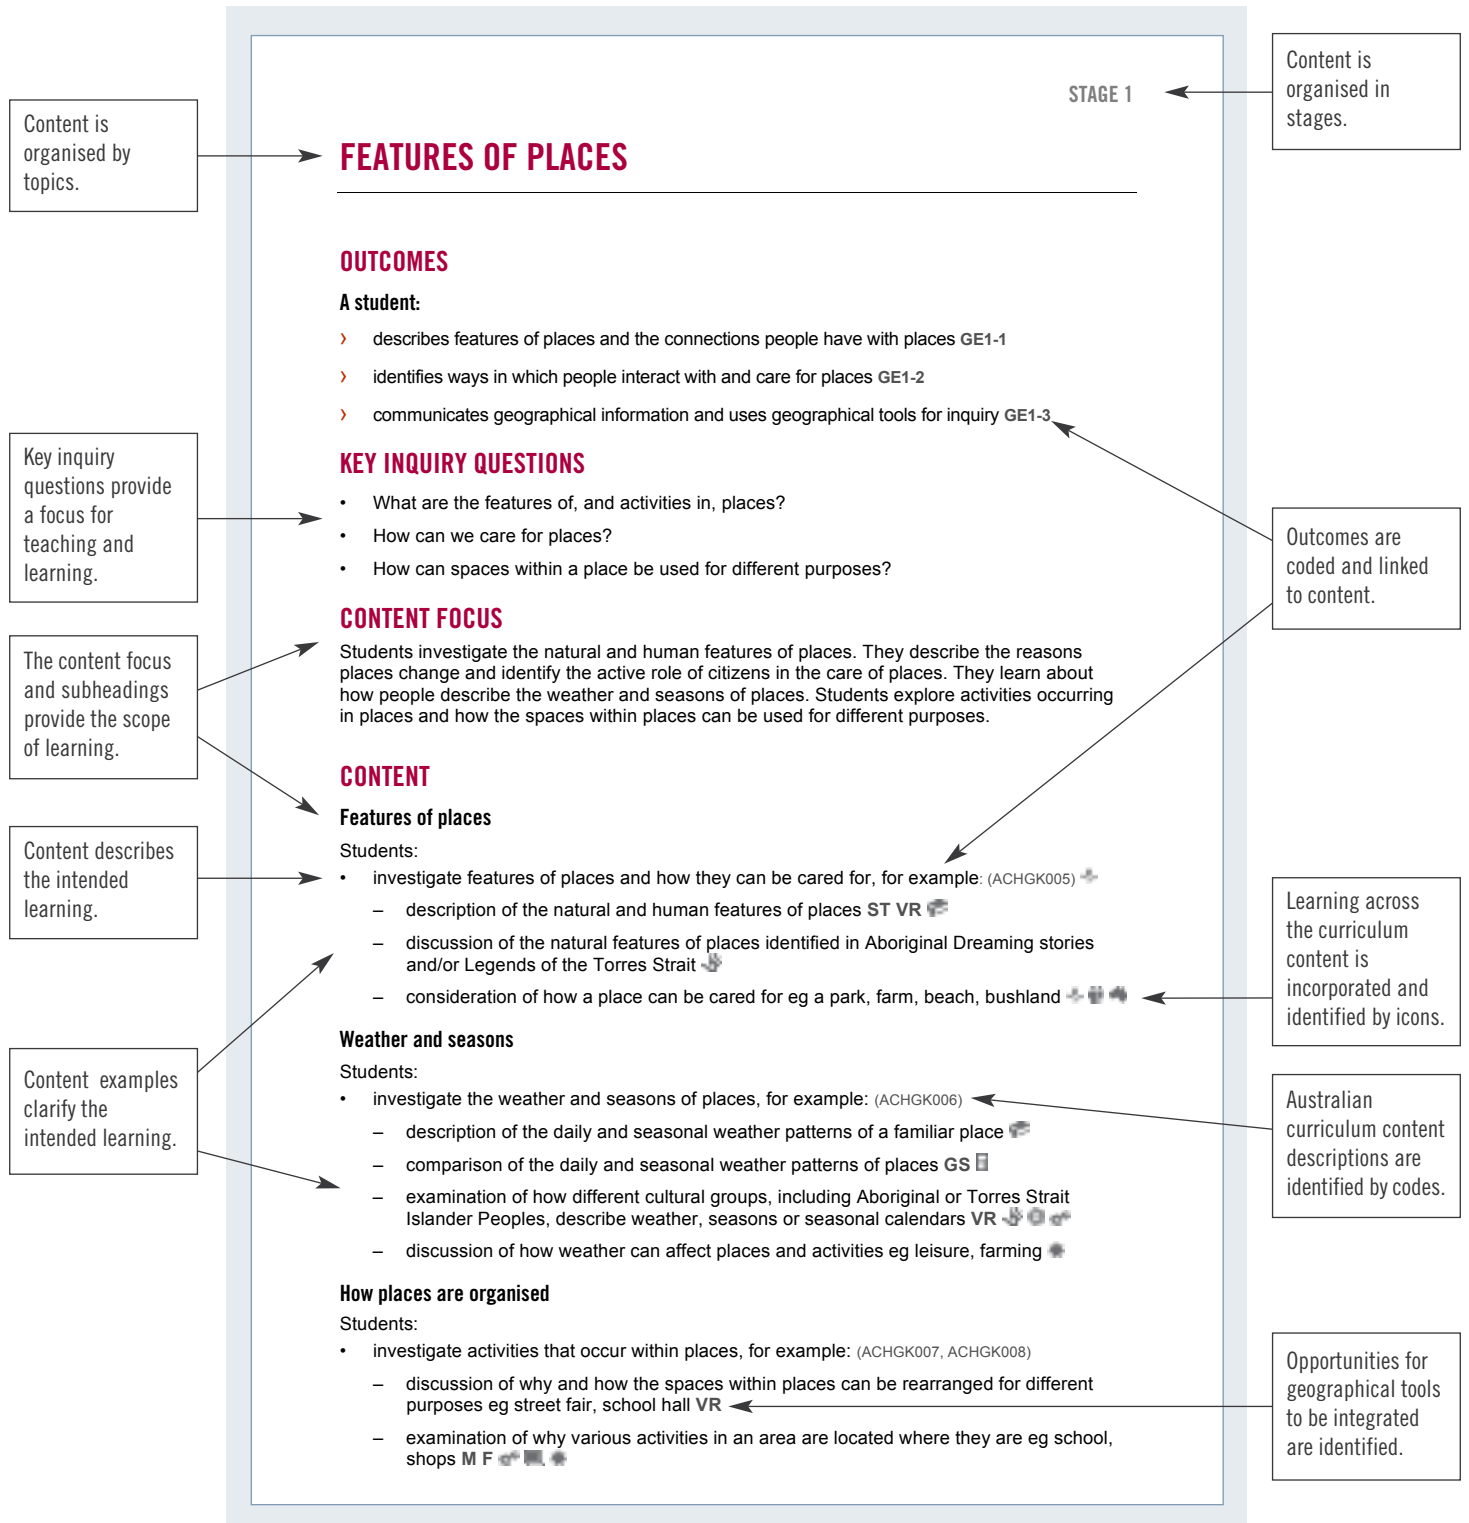 STAGE 1
FEATURES OF PLACES
OUTCOMES
A student:
› describes features of places and the connections people have with places GE1-1
› identifies ways in which people interact with and care for places GE1-2
› communicates geographical information and uses geographical tools for inquiry GE1-3
KEY INQUIRY QUESTIONS
• What are the features of, and activities in, places?
• How can we care for places?
• How can spaces within a place be used for different purposes?
CONTENT FOCUS
Students investigate the natural and human features of places. They describe the reasons
places change and identify the active role of citizens in the care of places. They learn about
how people describe the weather and seasons of places. Students explore activities occurring
in places and how the spaces within places can be used for different purposes.
CONTENT
Features of places
Students:
• investigate features of places and how they can be cared for, for example: (ACHGK005)
– description of the natural and human features of places ST VR
– discussion of the natural features of places identified in Aboriginal Dreaming stories
and/or Legends of the Torres Strait
– consideration of how a place can be cared for eg a park, farm, beach, bushland
Weather and seasons
Students:
• investigate the weather and seasons of places, for example: (ACHGK006)
– description of the daily and seasonal weather patterns of a familiar place
– comparison of the daily and seasonal weather patterns of places GS
– examination of how different cultural groups, including Aboriginal or Torres Strait
Islander Peoples, describe weather, seasons or seasonal calendars VR
– discussion of how weather can affect places and activities eg leisure, farming
How places are organised
Students:
• investigate activities that occur within places, for example: (ACHGK007, ACHGK008)
– discussion of why and how the spaces within places can be rearranged for different
purposes eg street fair, school hall VR
– examination of why various activities in an area are located where they are eg school,
shops M F
Content is
organised by
topics.
Key inquiry
questions provide
a focus for
teaching and
learning.
The content focus
and subheadings
provide the scope
of learning.
Content describes
the intended
learning.
Content examples
clarify the
intended learning.
Content is
organised in
stages.
Outcomes are
coded and linked
to content.
Learning across
the curriculum
content is
incorporated and
identified by icons.
Australian
curriculum content
descriptions are
identified by codes.
Opportunities for
geographical tools
to be integrated
are identified.